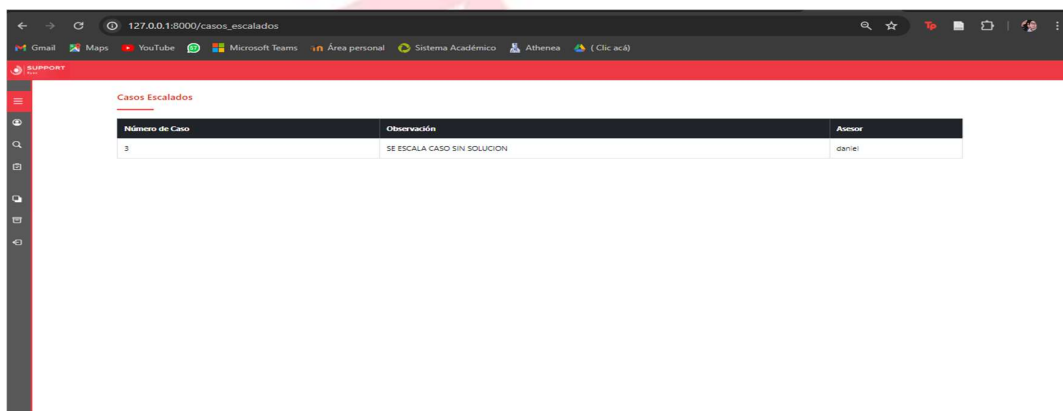 127.0.0.1:8000/casos_escalados
Gmail Maps YouTube Microsoft Teams Área personal Sistema Académico Athenea ( Clic acá)
SUPPORT
Casos Escalados
Número de Caso Observación Asesor
3 SE ESCALA CASO SIN SOLUCION daniel